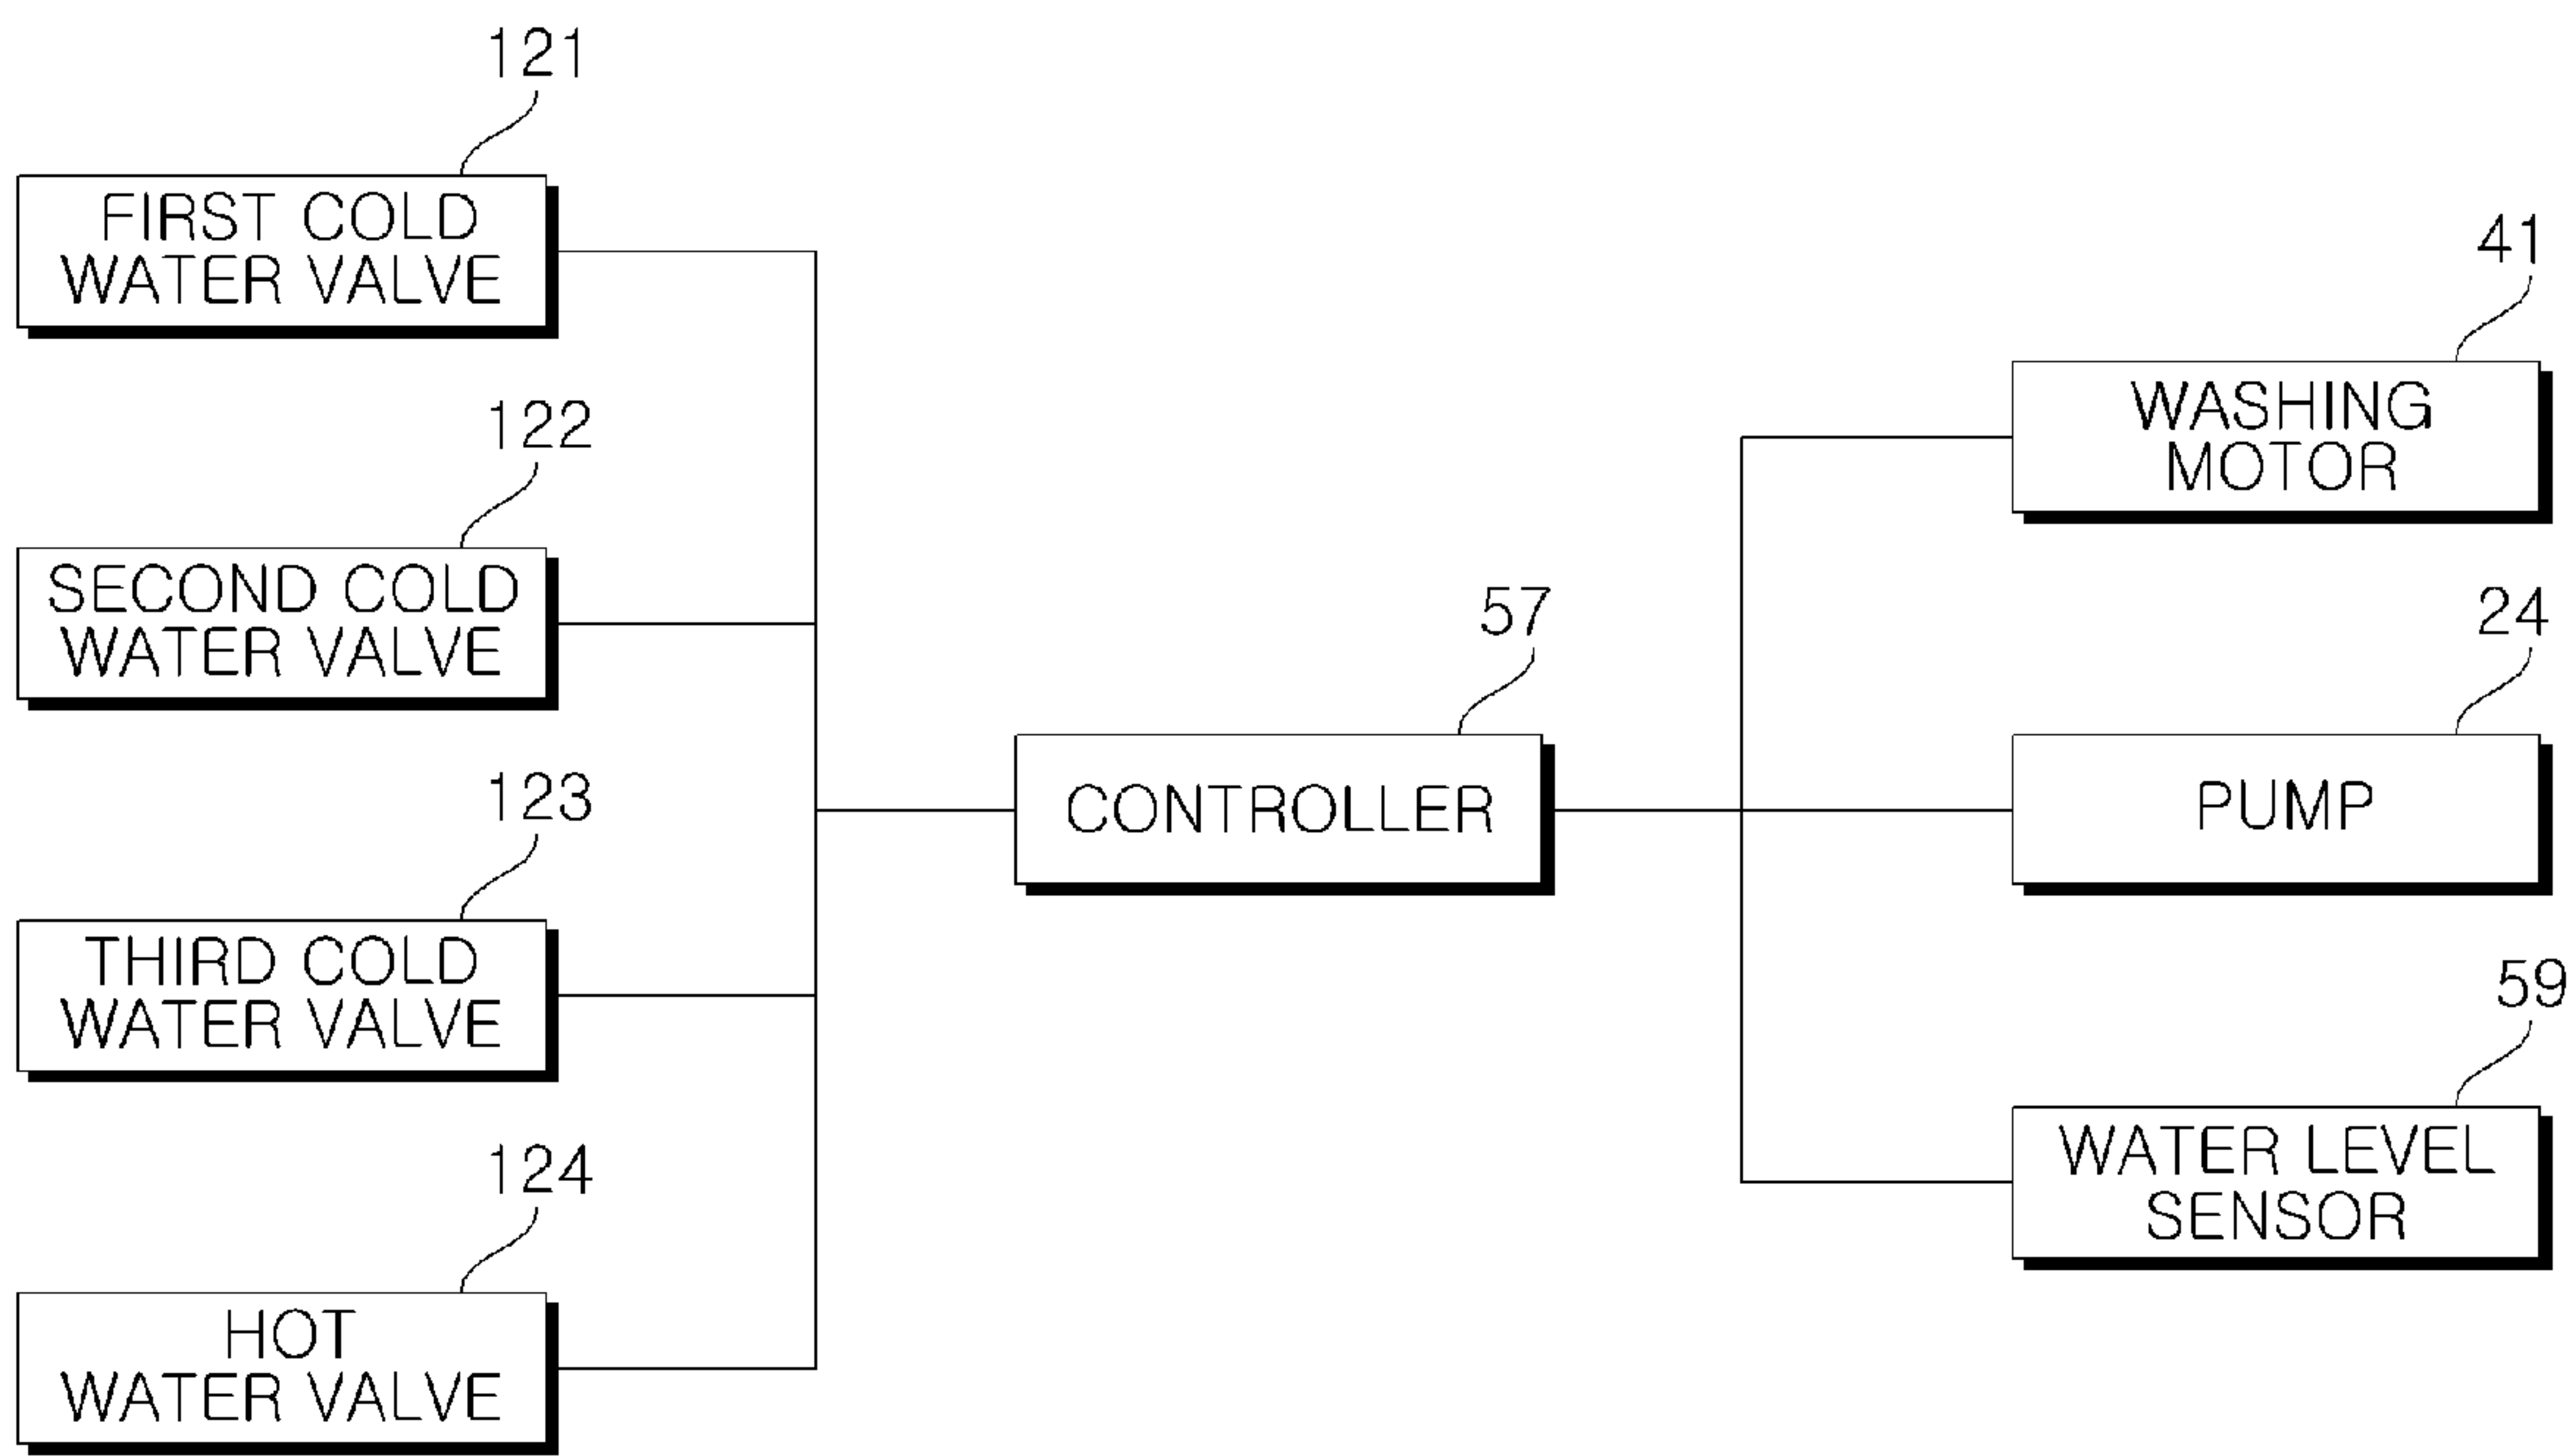 121
FIRST COLD
WATER VALVE
122
SECOND COLD
WATER VALVE
123
THIRD COLD
WATER VALVE
124
HOT
WATER VALVE
57
CONTROLLER
41
WASHING
MOTOR
24
PUMP
59
WATER LEVEL
SENSOR